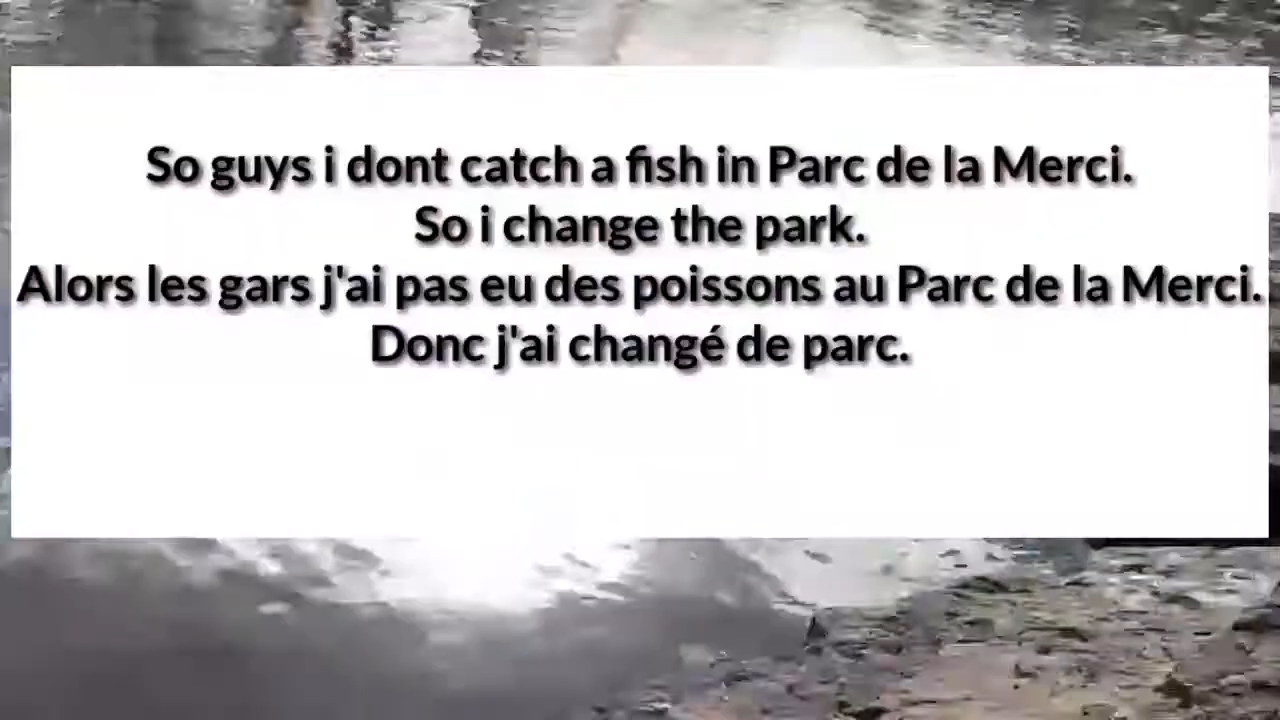 So guys i dont catch a fish in Parc de la Merci.
So i change the park.
Alors les gars j'ai pas eu des poissons au Parc de la Merci.
Donc j'ai changé de parc.